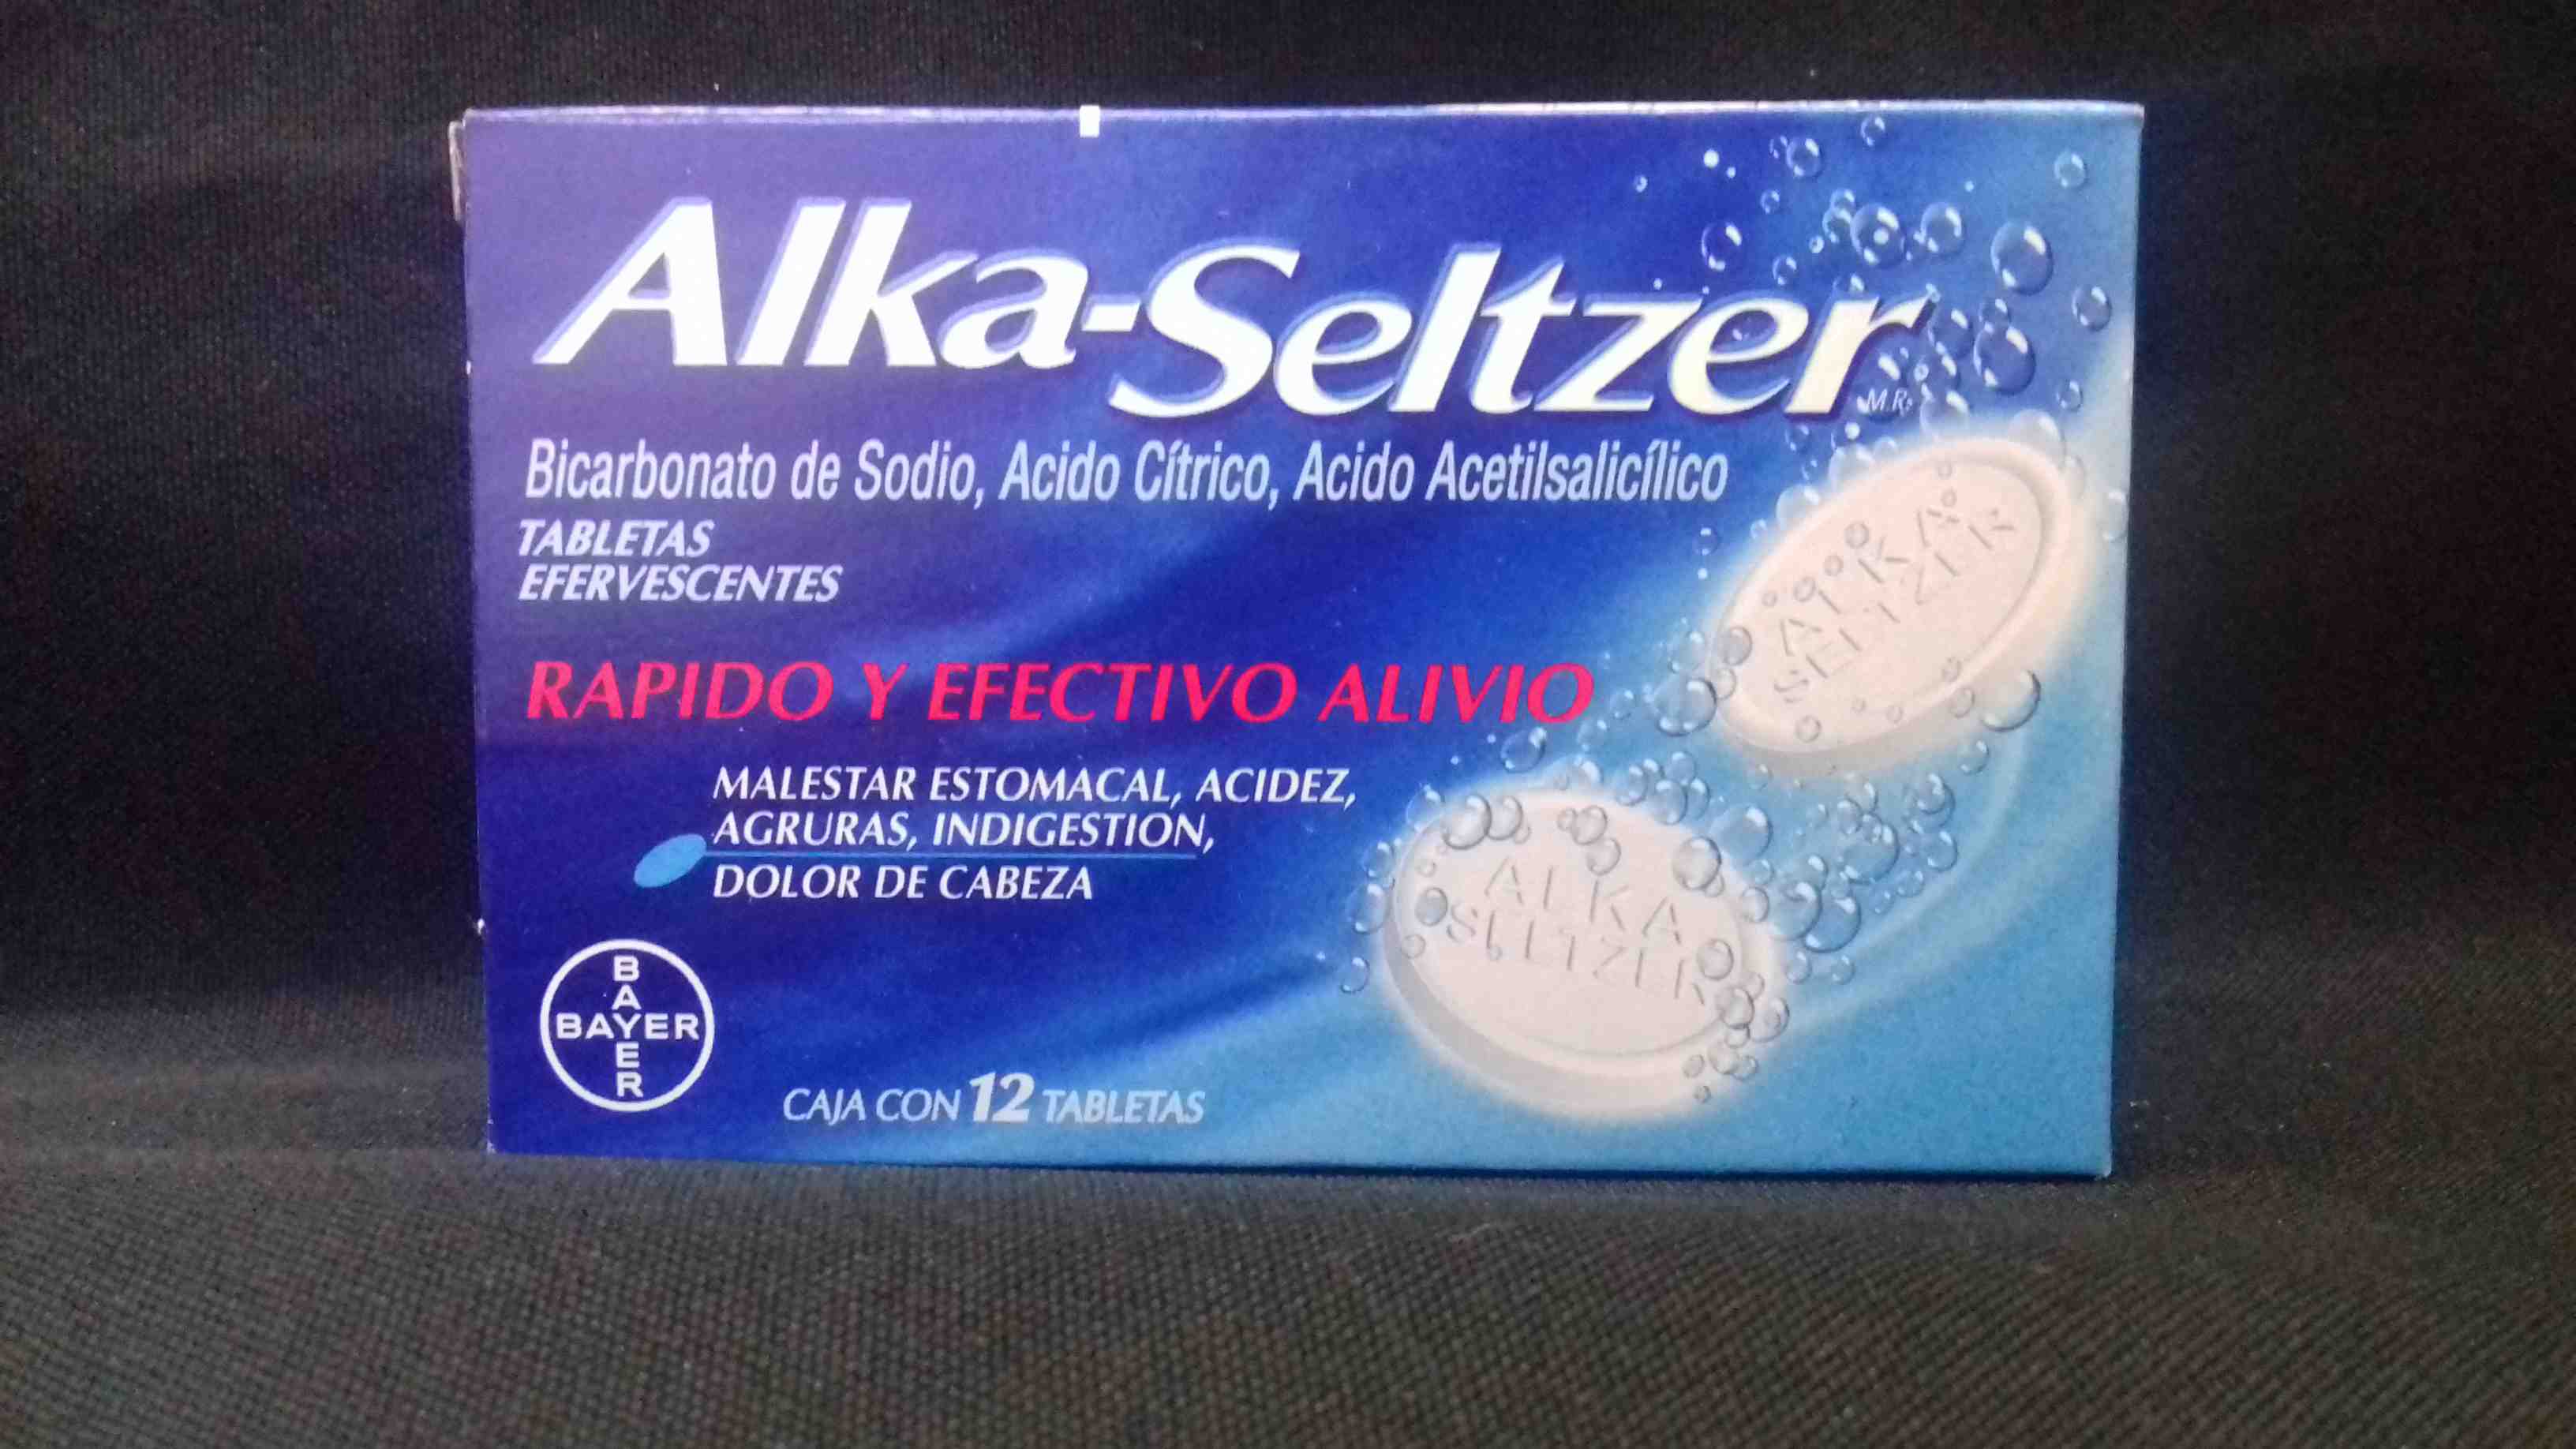 Alka-Seltzer
M.R.
Bicarbonato de Sodio, Acido Cítrico, Acido Acetilsalicílico
TABLETAS
EFERVESCENTES
RAPIDO Y EFECTIVO ALIVIO
MALESTAR ESTOMACAL, ACIDEZ,
AGRURAS, INDIGESTION,
DOLOR DE CABEZA
BAYER
BAYER
CAJA CON 12 TABLETAS
ALKA
SELTZER
ALKA
SELTZER